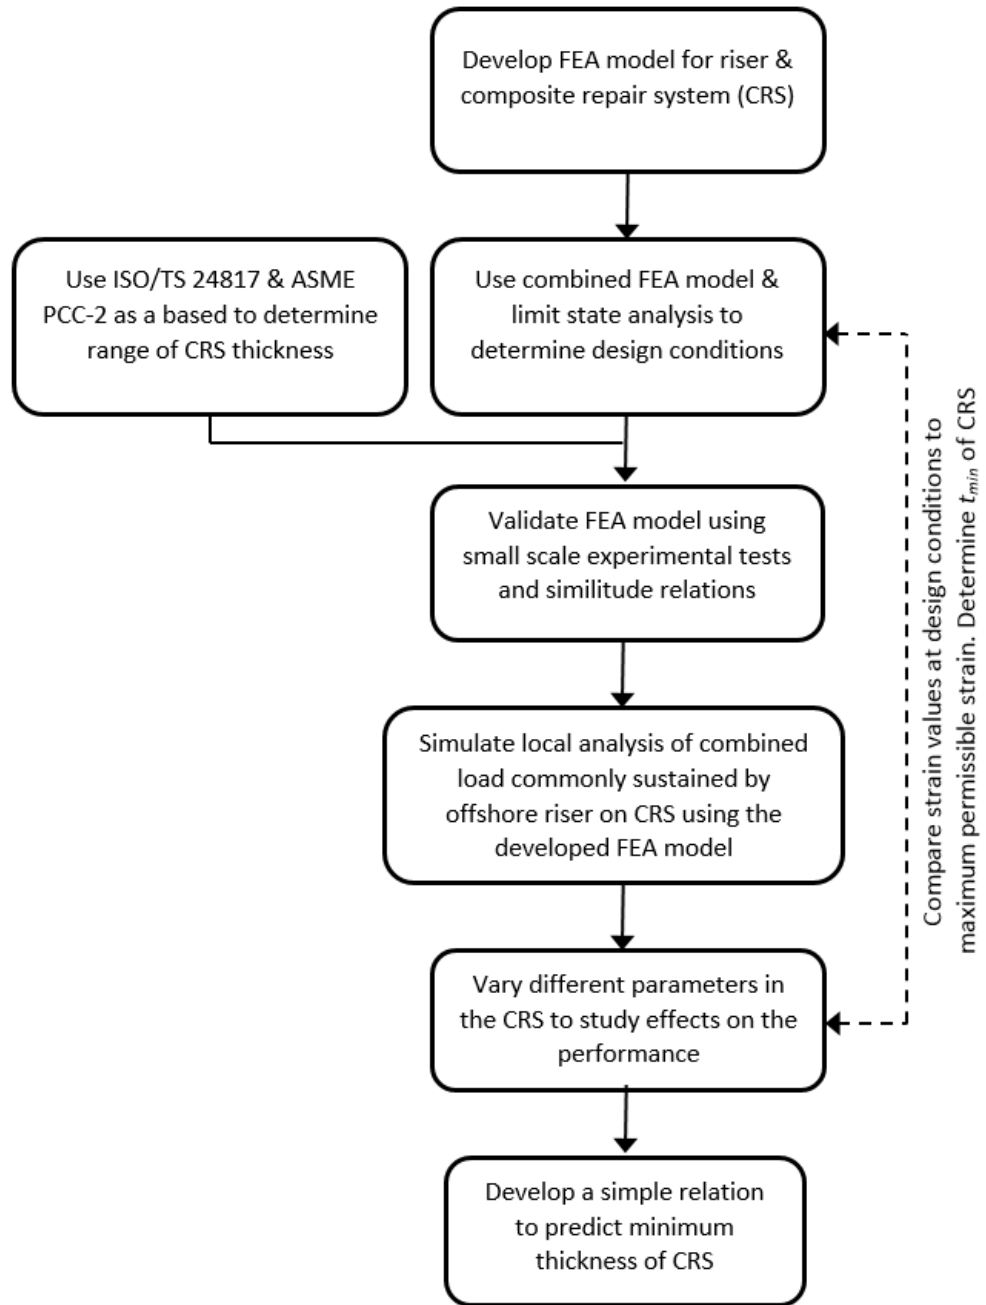 Develop FEA model for riser &
composite repair system (CRS)
Use ISO/TS 24817 & ASME
PCC-2 as a based to determine
range of CRS thickness
Use combined FEA model &
limit state analysis to
determine design conditions
Validate FEA model using
small scale experimental tests
and similitude relations
Simulate local analysis of combined
load commonly sustained by
offshore riser on CRS using the
developed FEA model
Vary different parameters in
the CRS to study effects on the
performance
Develop a simple relation
to predict minimum
thickness of CRS
Compare strain values at design conditions to
maximum permissible strain. Determine t_min of CRS